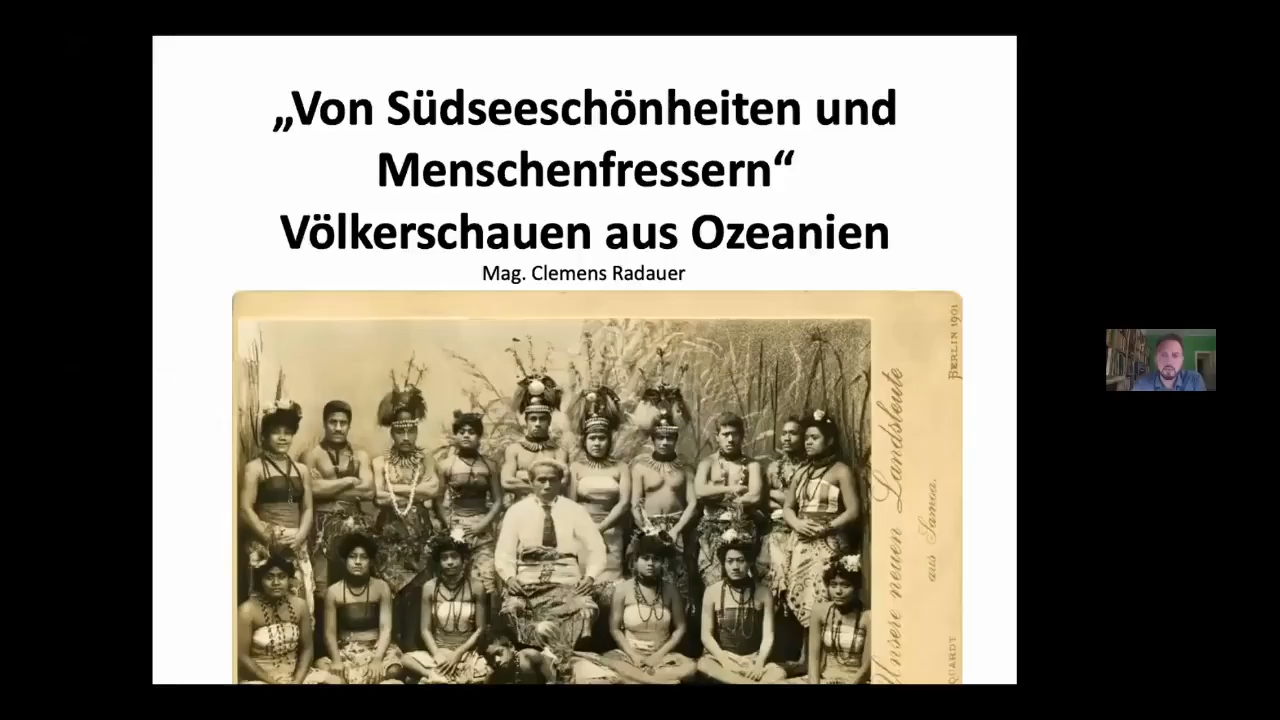 „Von Südseeschönheiten und
Menschenfressern“
Völkerschauen aus Ozeanien
Mag. Clemens Radauer
BERLIN 1901
Unsere neuen Landsleute
aus Samoa.